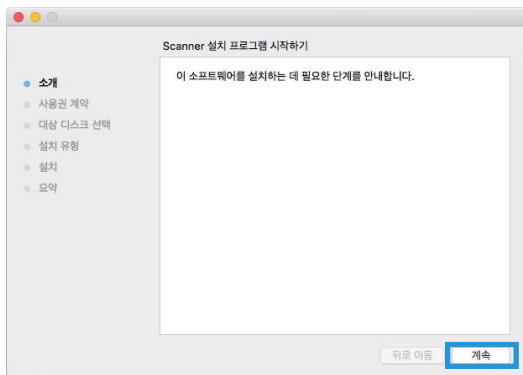 Scanner 설치 프로그램 시작하기
이 소프트웨어를 설치하는 데 필요한 단계를 안내합니다.
소개
사용권 계약
대상 디스크 선택
설치 유형
설치
요약
뒤로 이동
계속